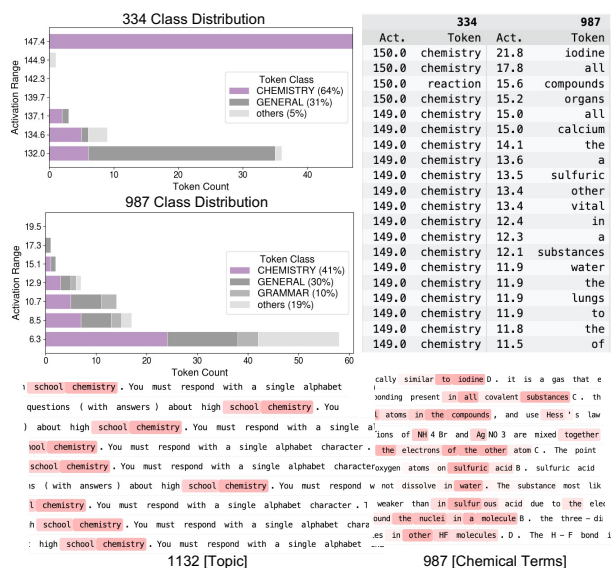 334 Class Distribution
Activation Range
147.4
144.9
142.3
139.7
137.1
134.6
132.0
Token Class
CHEMISTRY (64%)
GENERAL (31%)
others (5%)
0 10 20 30 40
Token Count
987 Class Distribution
Activation Range
19.5
17.3
15.1
12.9
10.7
8.5
6.3
Token Class
CHEMISTRY (41%)
GENERAL (30%)
GRAMMAR (10%)
others (19%)
0 10 20 30 40 50 60
Token Count
334 987
Act. Token Act. Token
150.0 chemistry 21.8 iodine
150.0 chemistry 17.8 all
150.0 reaction 15.6 compounds
150.0 chemistry 15.2 organs
149.0 chemistry 15.0 all
149.0 chemistry 15.0 calcium
149.0 chemistry 14.1 the
149.0 chemistry 13.6 a
149.0 chemistry 13.5 sulfuric
149.0 chemistry 13.4 other
149.0 chemistry 13.4 vital
149.0 chemistry 12.4 in
149.0 chemistry 12.3 a
149.0 chemistry 12.1 substances
149.0 chemistry 11.9 water
149.0 chemistry 11.9 the
149.0 chemistry 11.9 lungs
149.0 chemistry 11.9 to
149.0 chemistry 11.8 the
149.0 chemistry 11.5 of
school chemistry . You must respond with a single alphabet
questions ( with answers ) about high school chemistry . You
) about high school chemistry . You must respond with a single al
ool chemistry . You must respond with a single alphabet character .
school chemistry . You must respond with a single alphabet character
s ( with answers ) about high school chemistry . You must respond w
l chemistry . You must respond with a single alphabet character . T
h school chemistry . You must respond with a single alphabet chara
high school chemistry . You must respond with a single alphabet
1132 [Topic]
cally similar to iodine D . it is a gas that e
onding present in all covalent substances C . th
atoms in the compounds , and use Hess ' s law
ions of NH 4 Br and Ag NO 3 are mixed together
the electrons of the other atom C . The point
oxygen atoms on sulfuric acid B . sulfuric acid
not dissolve in water . The substance most lik
weaker than in sulfur ous acid due to the elec
ound the nuclei in a molecule B . the three - di
es in other HF molecules . D . The H - F bond i
987 [Chemical Terms]